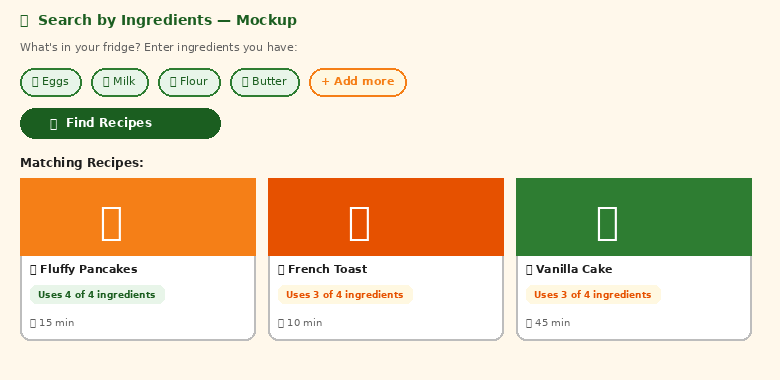 Search by Ingredients — Mockup
What's in your fridge? Enter ingredients you have:
Eggs Milk Flour Butter + Add more
Find Recipes
Matching Recipes:
Fluffy Pancakes
Uses 4 of 4 ingredients
15 min
French Toast
Uses 3 of 4 ingredients
10 min
Vanilla Cake
Uses 3 of 4 ingredients
45 min